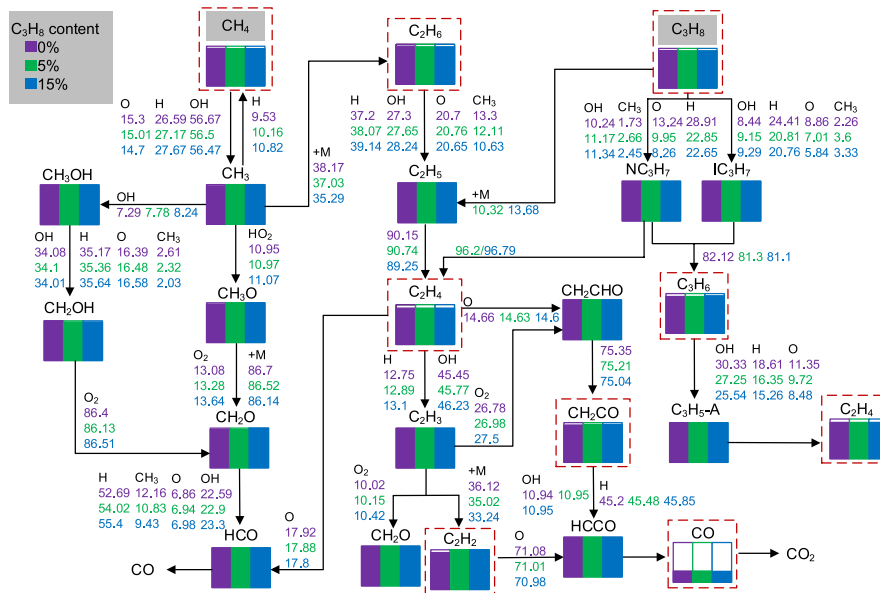 C₃H₈ content
0%
5%
15%
CH₄
C₂H₆
C₃H₈
O H OH
15.3 26.59 56.67
15.01 27.17 56.5
14.7 27.67 56.47
H
9.53
10.16
10.82
+M
38.17
37.03
35.29
H OH O CH₃
37.2 27.3 20.7 13.3
38.07 27.65 20.76 12.11
39.14 28.24 20.65 10.63
OH CH₃ O H
10.24 1.73 13.24 28.91
11.17 2.66 9.95 22.85
11.34 2.45 8.26 22.65
OH H O CH₃
8.44 24.41 8.86 2.26
9.15 20.81 7.01 3.6
9.29 20.76 5.84 3.33
CH₃OH
CH₃
C₂H₅
NC₃H₇
IC₃H₇
OH
7.29 7.78 8.24
+M
10.32 13.68
OH H O CH₃
34.08 35.17 16.39 2.61
34.1 35.36 16.48 2.32
34.01 35.64 16.58 2.03
HO₂
10.95
10.97
11.07
90.15
90.74
89.25
96.2/96.79
82.12 81.3 81.1
CH₂OH
CH₃O
C₂H₄
CH₂CHO
C₃H₆
O
14.66 14.63 14.6
O₂ +M
13.08 86.7
13.28 86.52
13.64 86.14
H OH
12.75 45.45
12.89 45.77
13.1 46.23
75.35
75.21
75.04
OH H O
30.33 18.61 11.35
27.25 16.35 9.72
25.54 15.26 8.48
O₂
86.4
86.13
86.51
O₂
26.78
26.98
27.5
CH₂O
C₂H₃
CH₂CO
C₃H₅-A
C₂H₄
H CH₃ O OH
52.69 12.16 6.86 22.59
54.02 10.83 6.94 22.9
55.4 9.43 6.98 23.3
O
17.92
17.88
17.8
O₂
10.02
10.15
10.42
+M
36.12
35.02
33.24
OH
10.94 10.95
10.95
H
45.2 45.48 45.85
HCO
CH₂O
C₂H₂
O
71.08
71.01
70.98
HCCO
CO
CO
CO₂